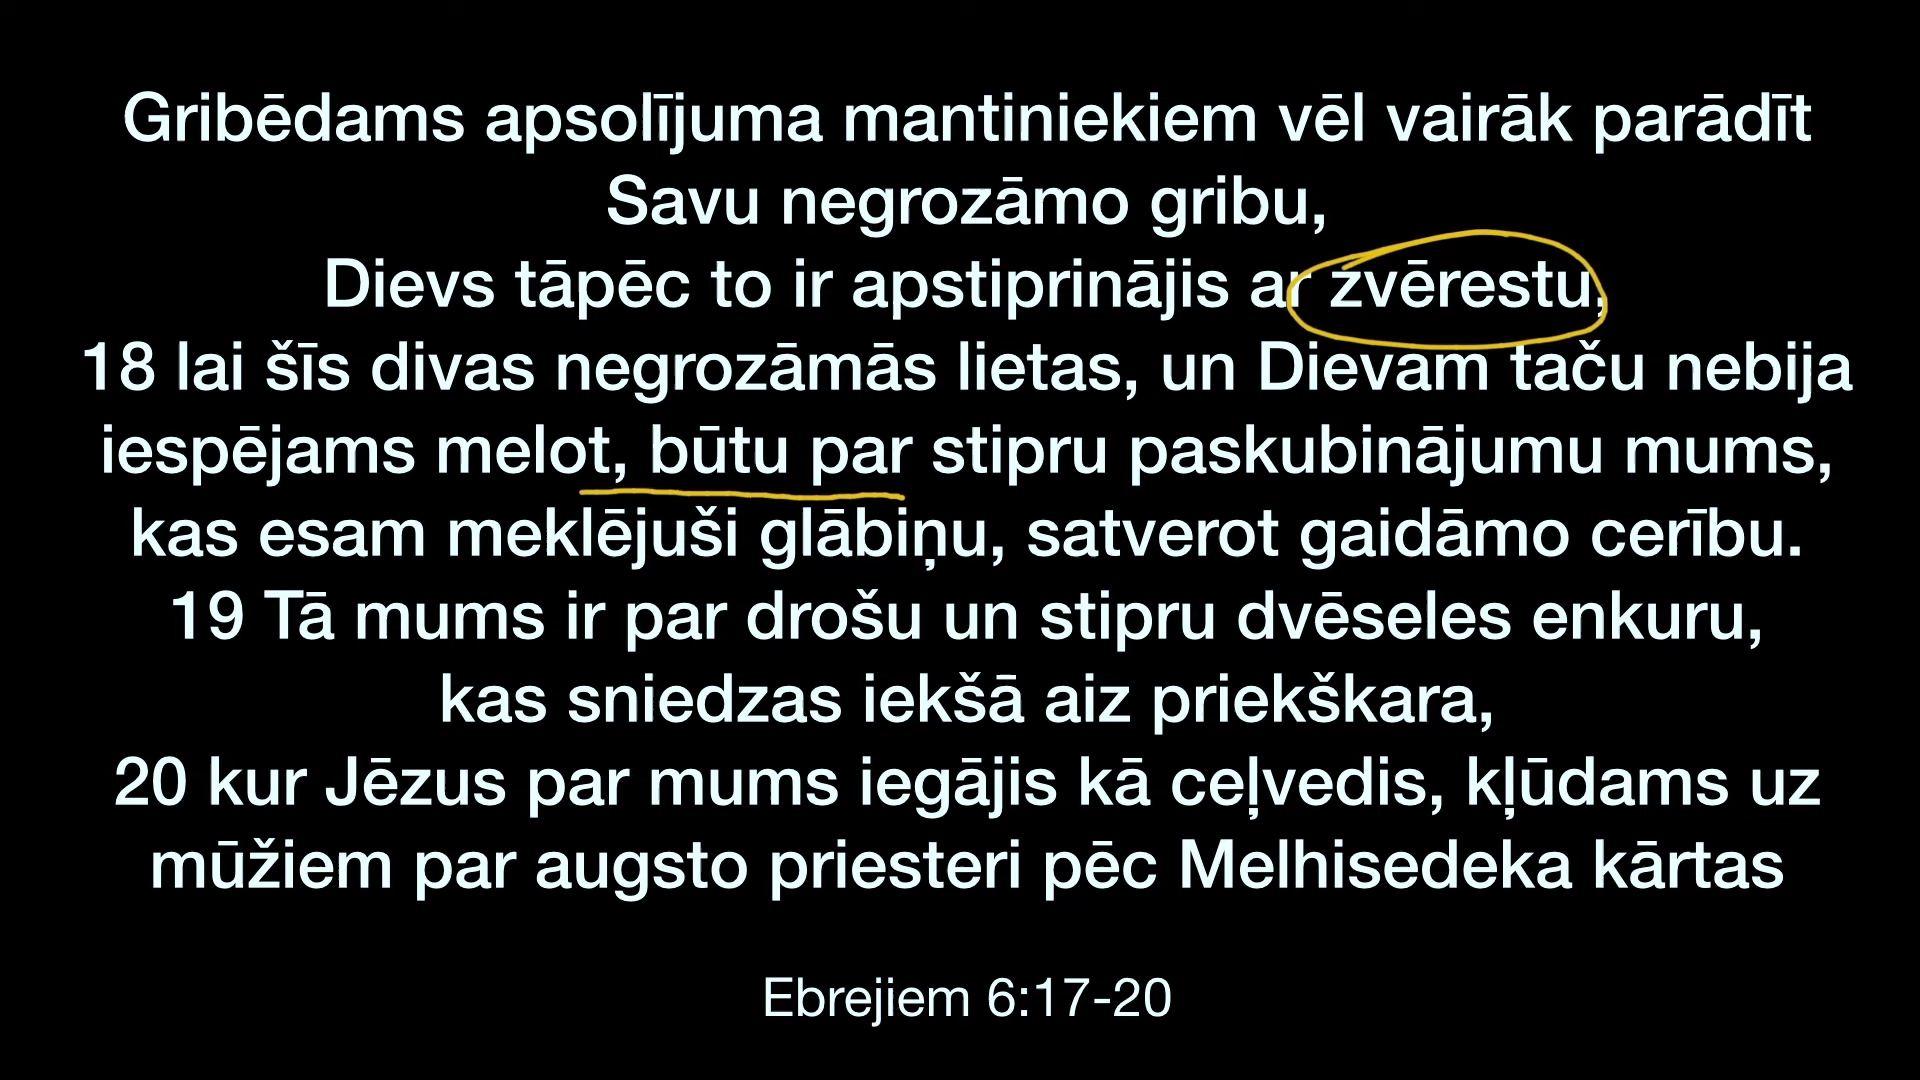 Gribēdams apsolījuma mantiniekiem vēl vairāk parādīt
Savu negrozāmo gribu,
Dievs tāpēc to ir apstiprinājis ar zvērestu,
18 lai šīs divas negrozāmās lietas, un Dievam taču nebija
iespējams melot, būtu par stipru paskubinājumu mums,
kas esam meklējuši glābiņu, satverot gaidāmo cerību.
19 Tā mums ir par drošu un stipru dvēseles enkuru,
kas sniedzas iekšā aiz priekškara,
20 kur Jēzus par mums iegājis kā ceļvedis, kļūdams uz
mūžiem par augsto priesteri pēc Melhisedeka kārtas
Ebrejiem 6:17-20